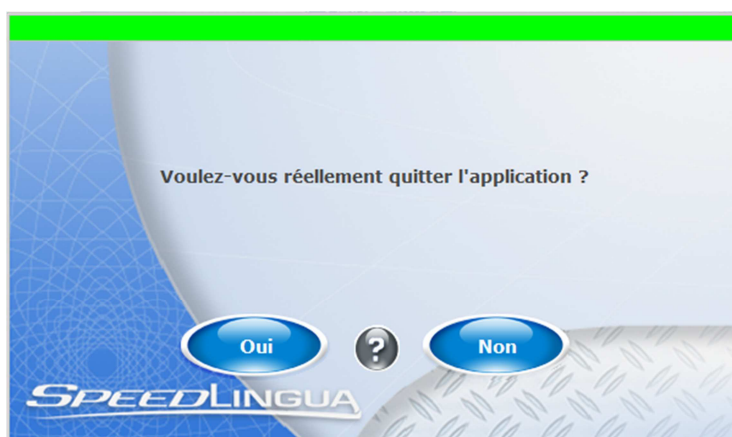 Voulez-vous réellement quitter l'application ?
Oui ? Non
SPEEDLINGUA